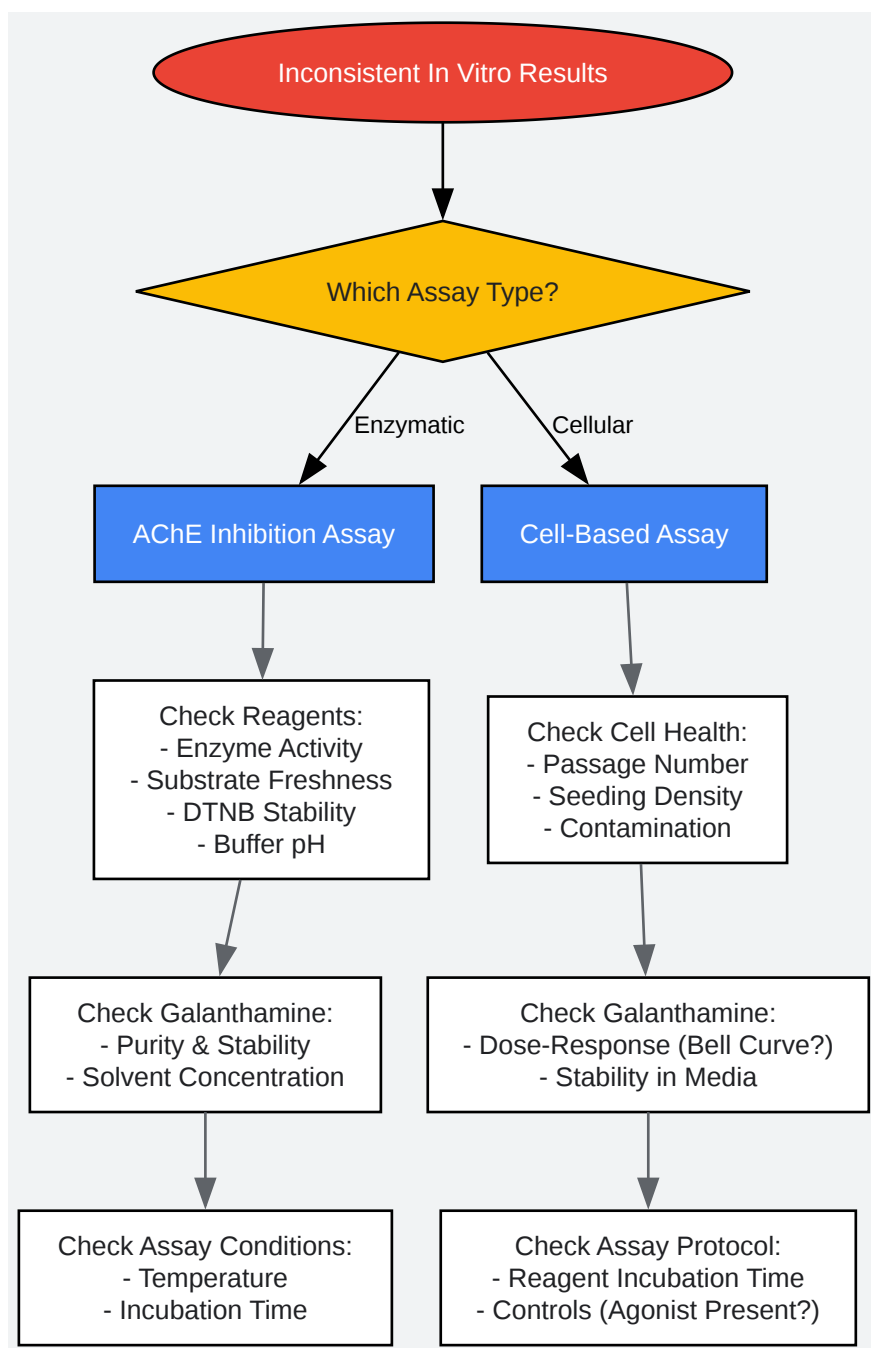 Inconsistent In Vitro Results
Which Assay Type?
Enzymatic
Cellular
AChE Inhibition Assay
Cell-Based Assay
Check Reagents:
- Enzyme Activity
- Substrate Freshness
- DTNB Stability
- Buffer pH
Check Cell Health:
- Passage Number
- Seeding Density
- Contamination
Check Galanthamine:
- Purity & Stability
- Solvent Concentration
Check Galanthamine:
- Dose-Response (Bell Curve?)
- Stability in Media
Check Assay Conditions:
- Temperature
- Incubation Time
Check Assay Protocol:
- Reagent Incubation Time
- Controls (Agonist Present?)